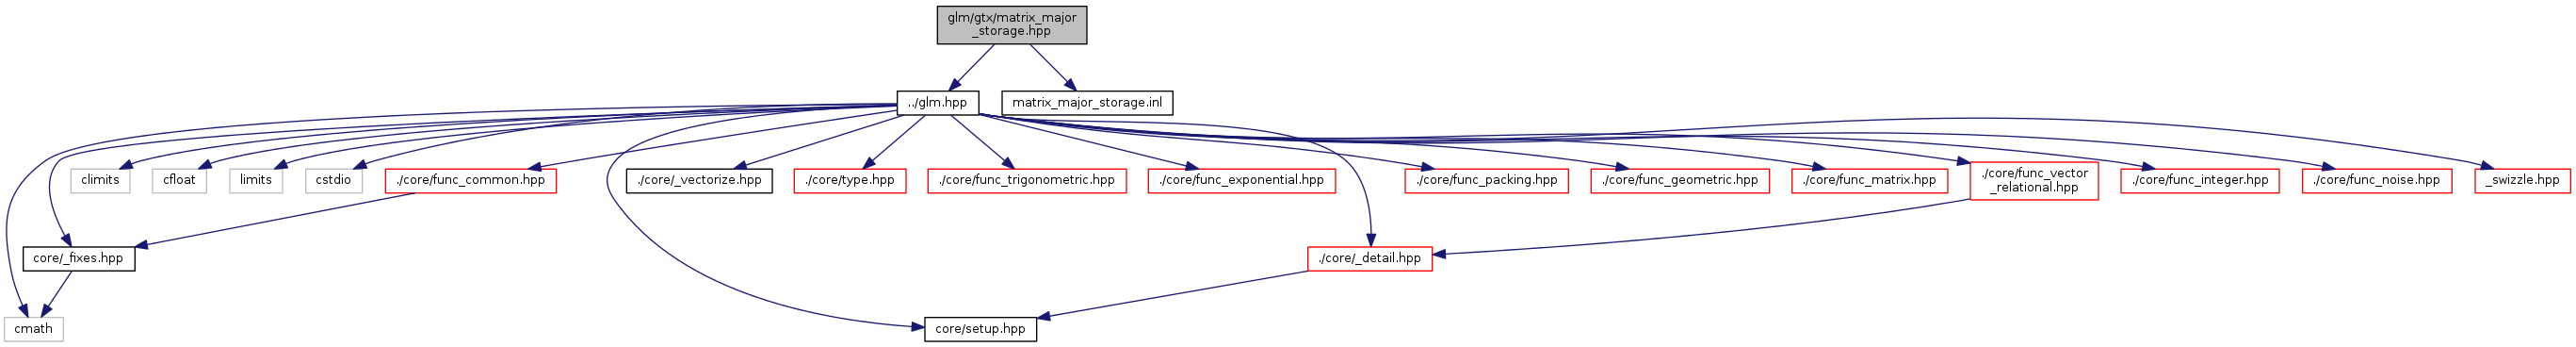 glm/gtx/matrix_major
_storage.hpp
../glm.hpp
matrix_major_storage.inl
climits
cfloat
limits
cstdio
./core/func_common.hpp
./core/_vectorize.hpp
./core/type.hpp
./core/func_trigonometric.hpp
./core/func_exponential.hpp
./core/func_packing.hpp
./core/func_geometric.hpp
./core/func_matrix.hpp
./core/func_vector
_relational.hpp
./core/func_integer.hpp
./core/func_noise.hpp
_swizzle.hpp
core/_fixes.hpp
./core/_detail.hpp
cmath
core/setup.hpp